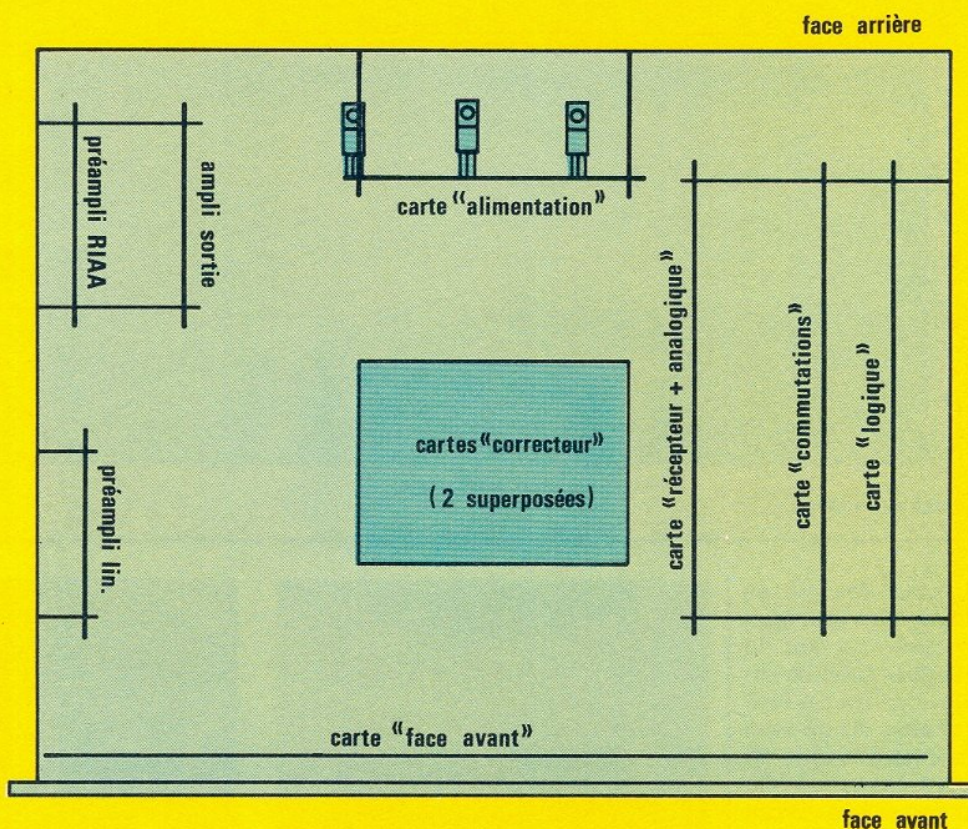 face arrière
préampli RIAA
ampli sortie
carte “alimentation”
carte “récepteur + analogique”
carte “commutations”
carte “logique”
cartes “correcteur”
(2 superposées)
préampli lin.
carte “face avant”
face avant